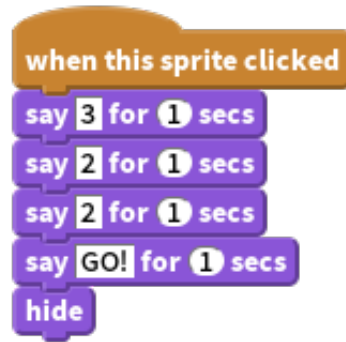 when this sprite clicked
say 3 for 1 secs
say 2 for 1 secs
say 2 for 1 secs
say GO! for 1 secs
hide